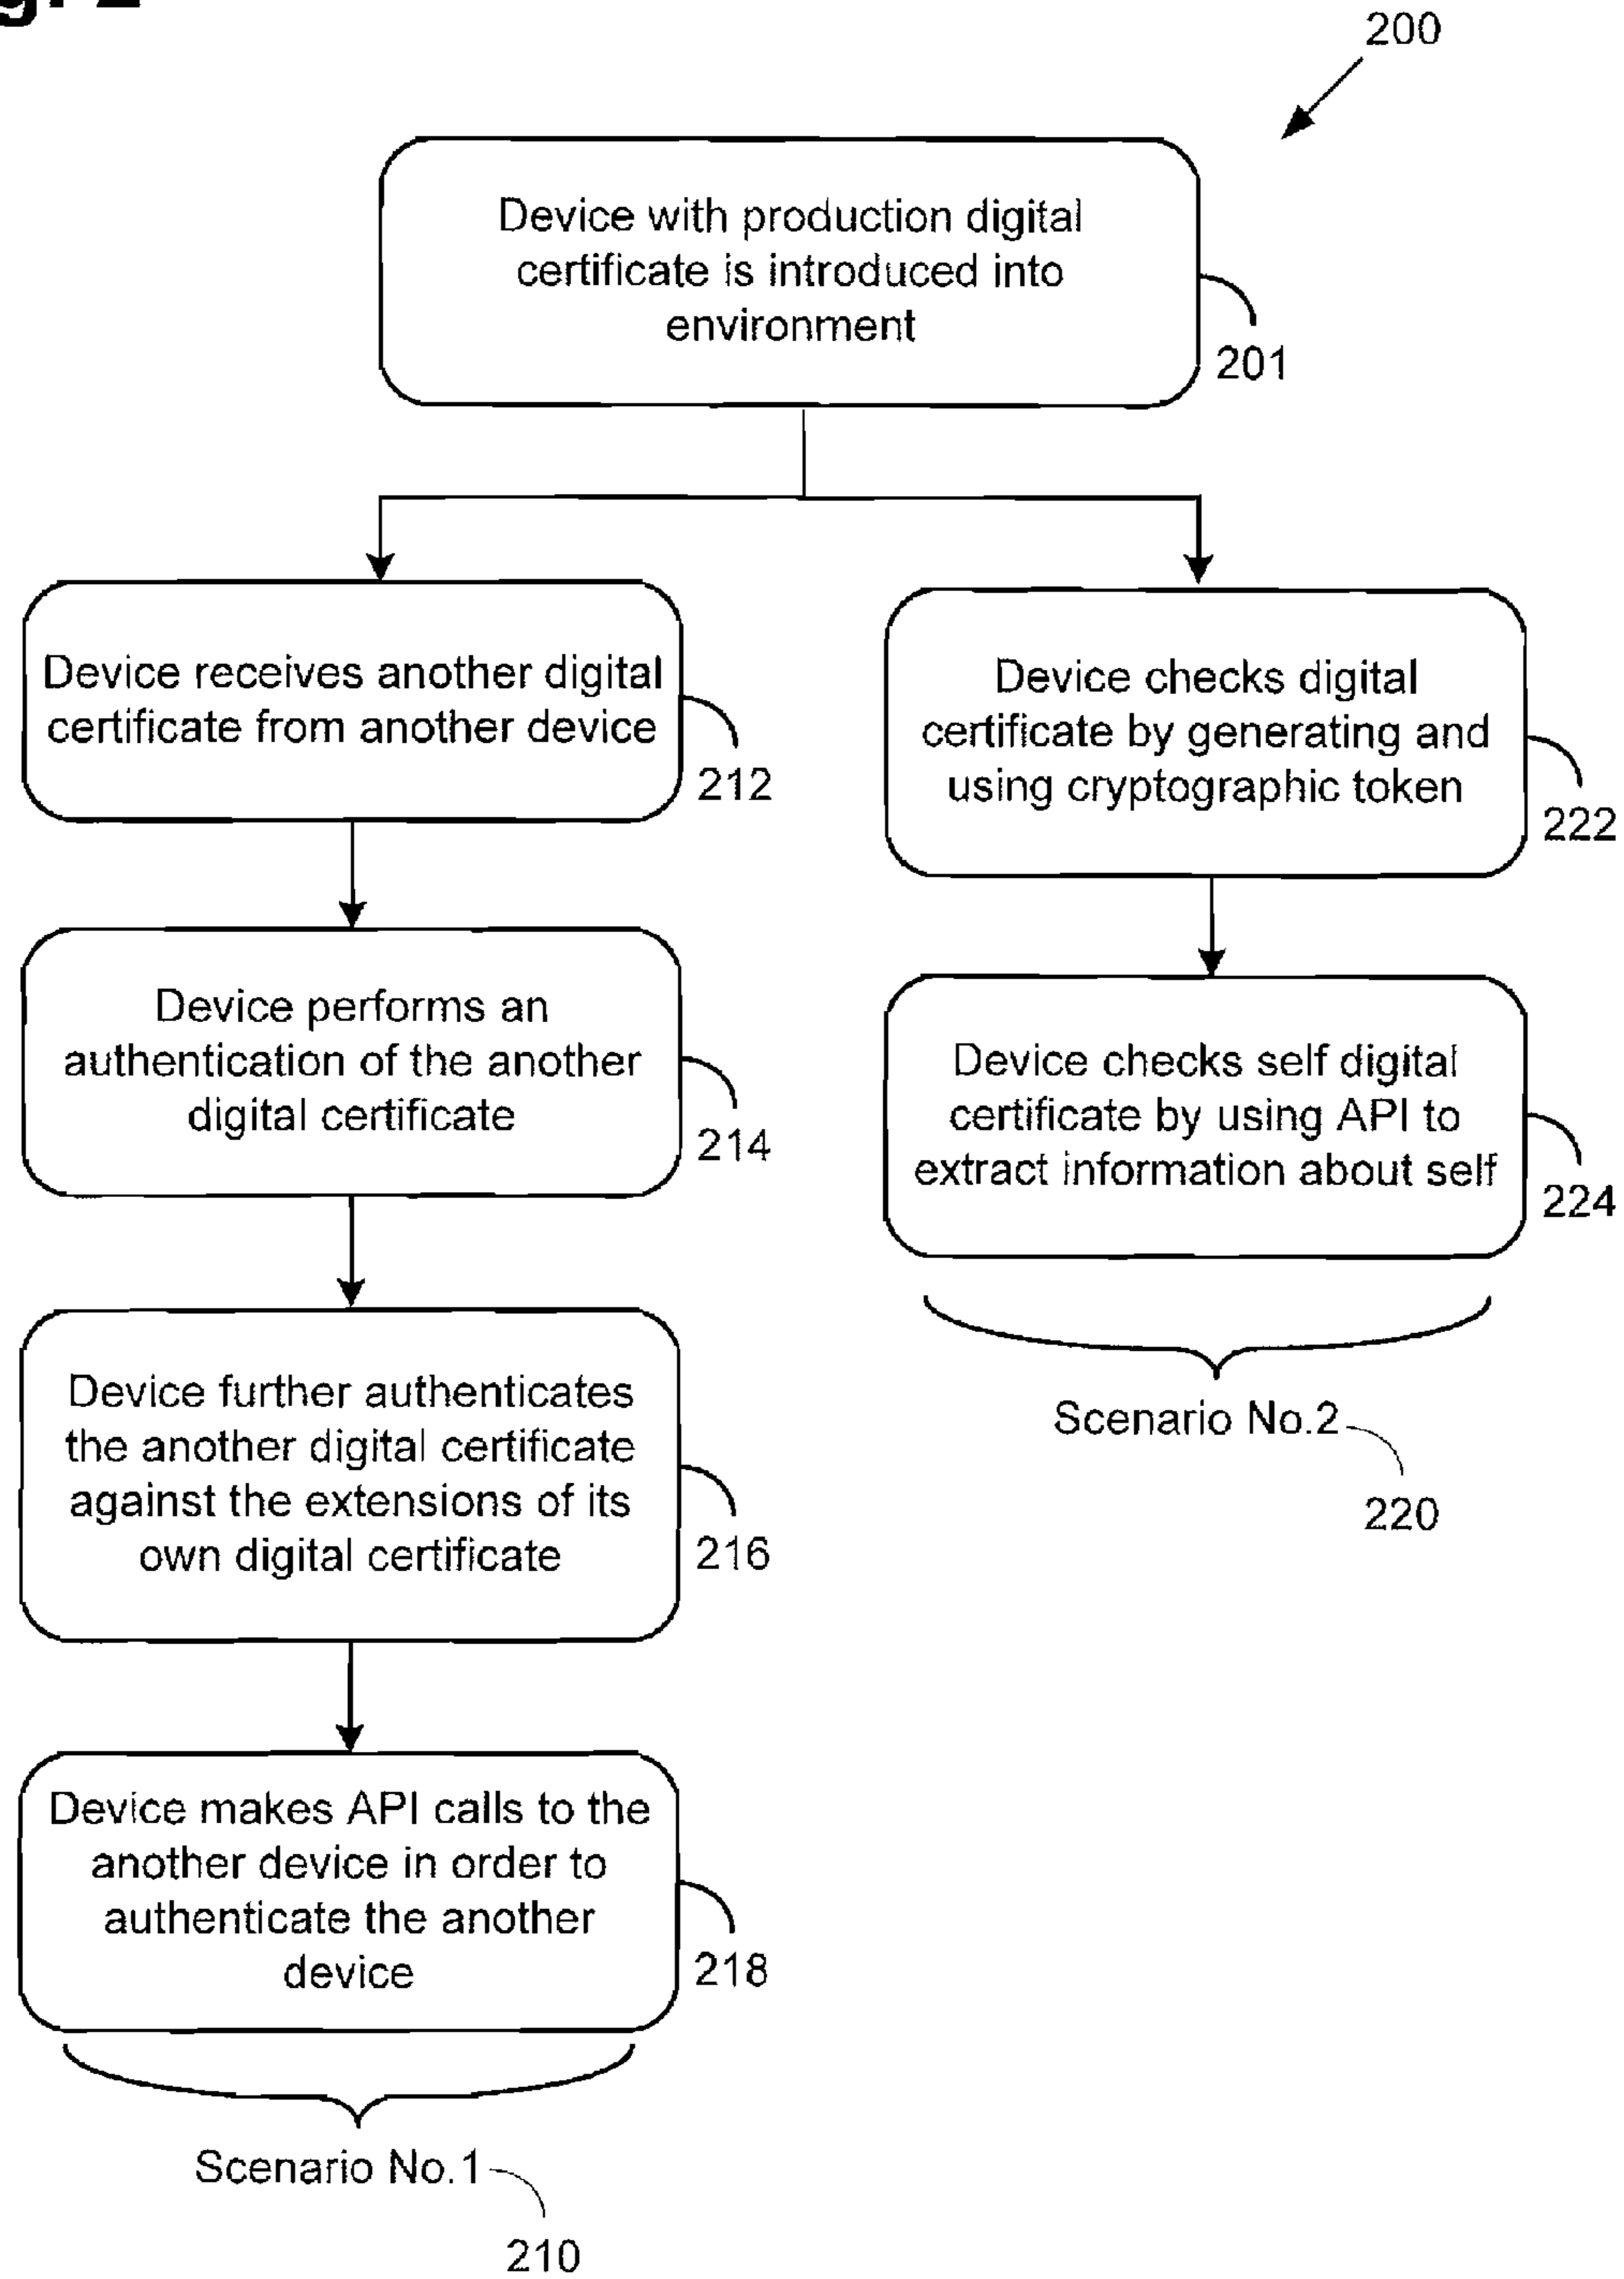 200
Device with production digital
certificate is introduced into
environment
201
Device receives another digital
certificate from another device
212
Device performs an
authentication of the another
digital certificate
214
Device further authenticates
the another digital certificate
against the extensions of its
own digital certificate
216
Device makes API calls to the
another device in order to
authenticate the another
device
218
Scenario No.1
210
Device checks digital
certificate by generating and
using cryptographic token
222
Device checks self digital
certificate by using API to
extract information about self
224
Scenario No.2
220